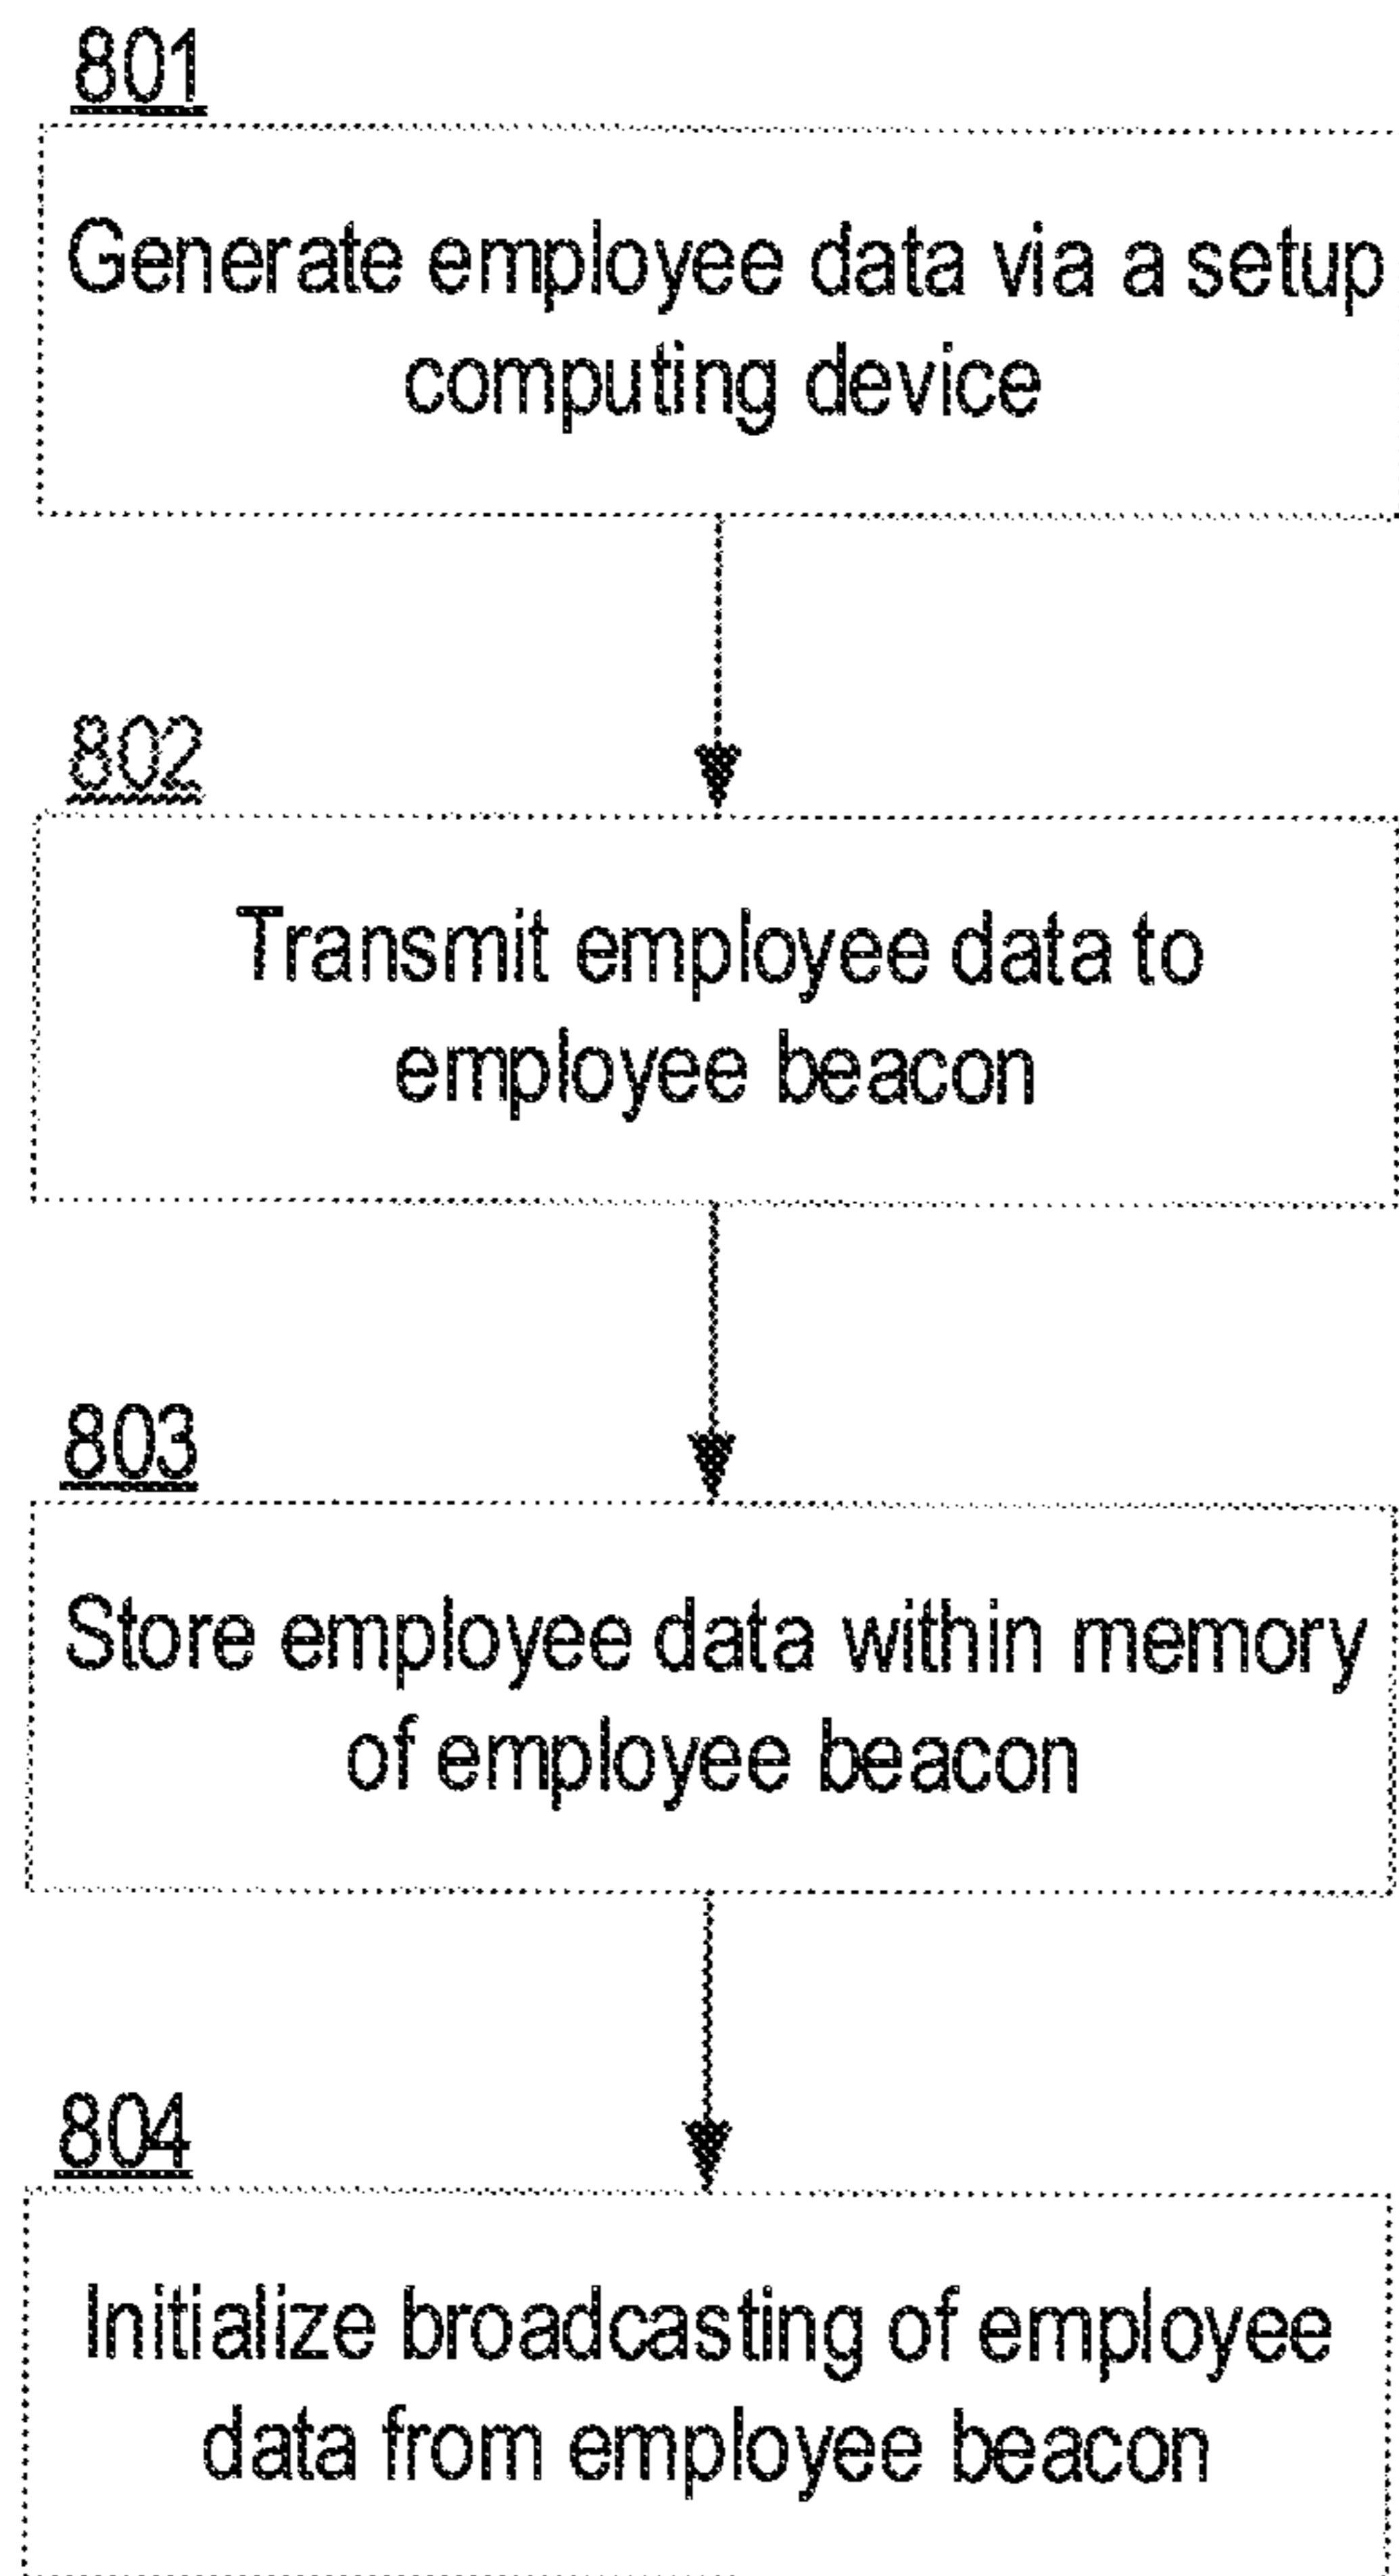 801
Generate employee data via a setup
computing device
802
Transmit employee data to
employee beacon
803
Store employee data within memory
of employee beacon
804
Initialize broadcasting of employee
data from employee beacon